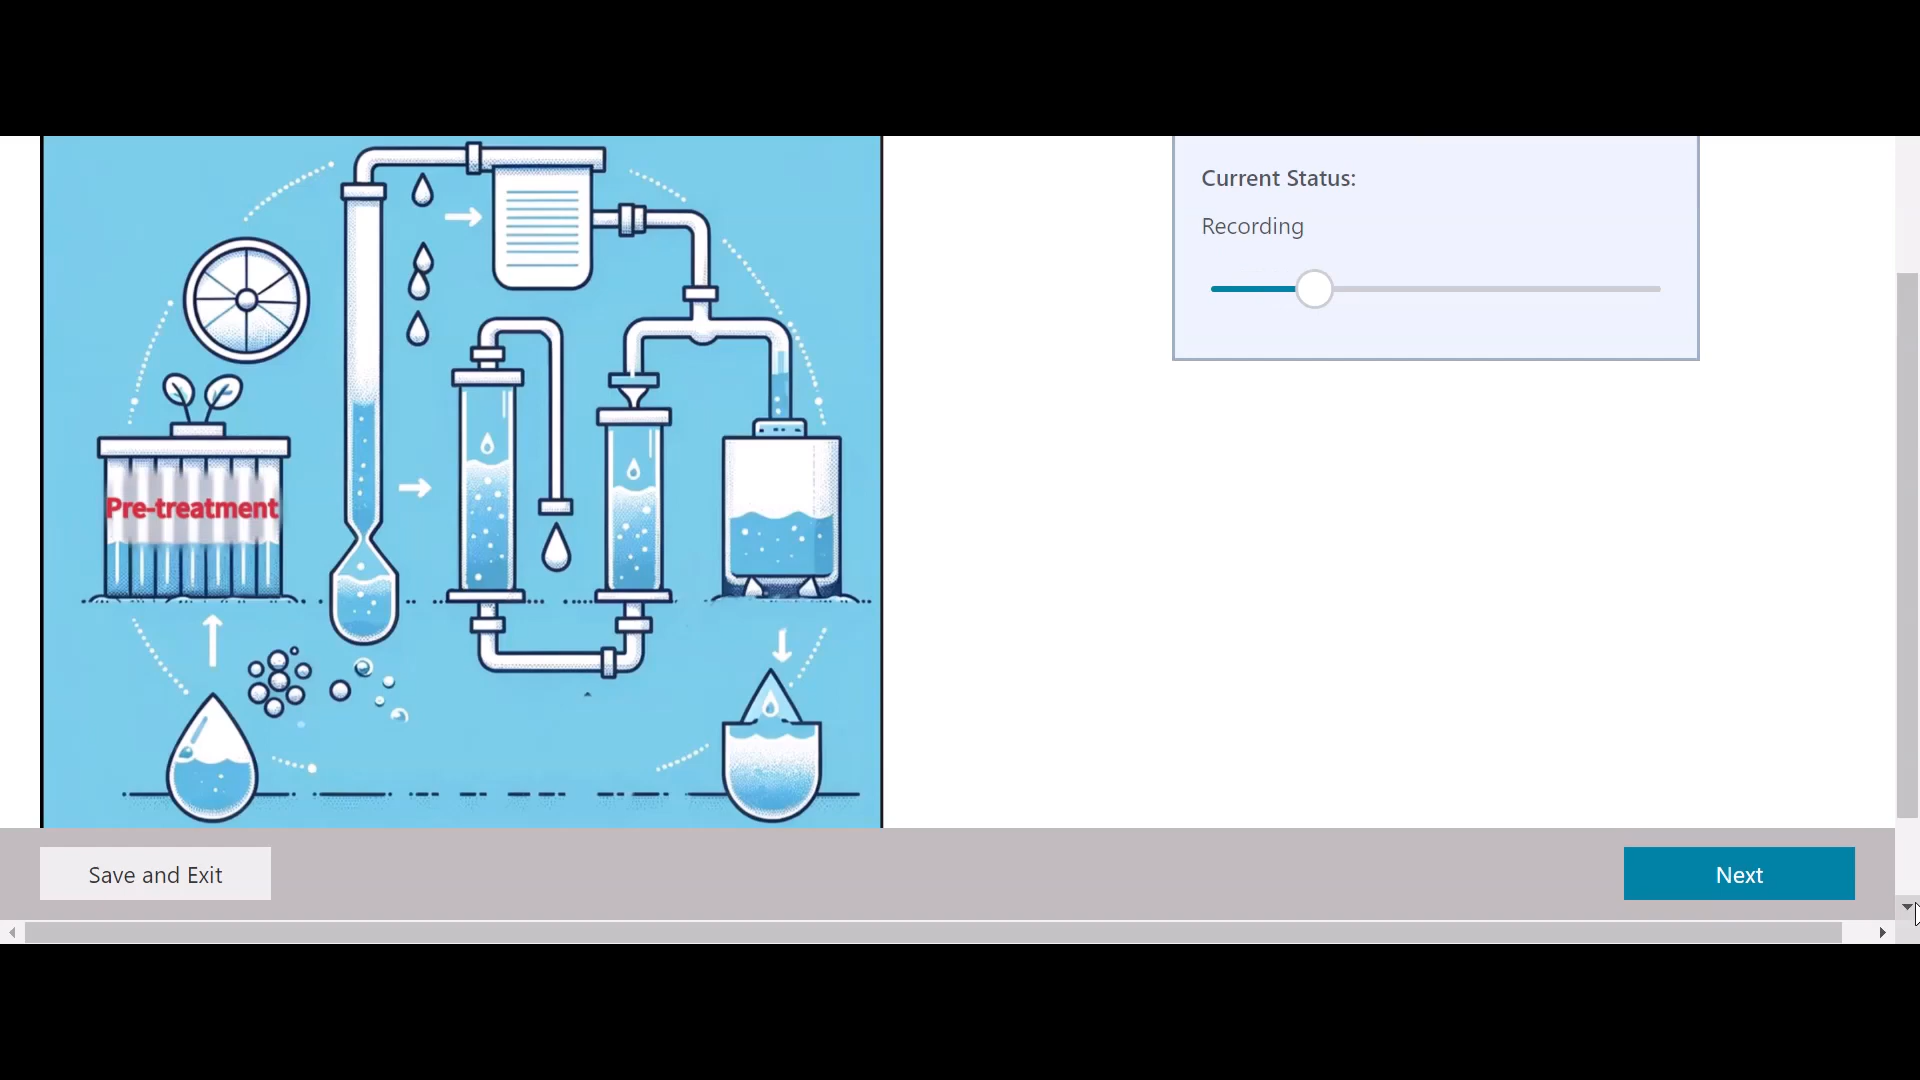 Current Status:
Recording
Pre-treatment
Save and Exit
Next